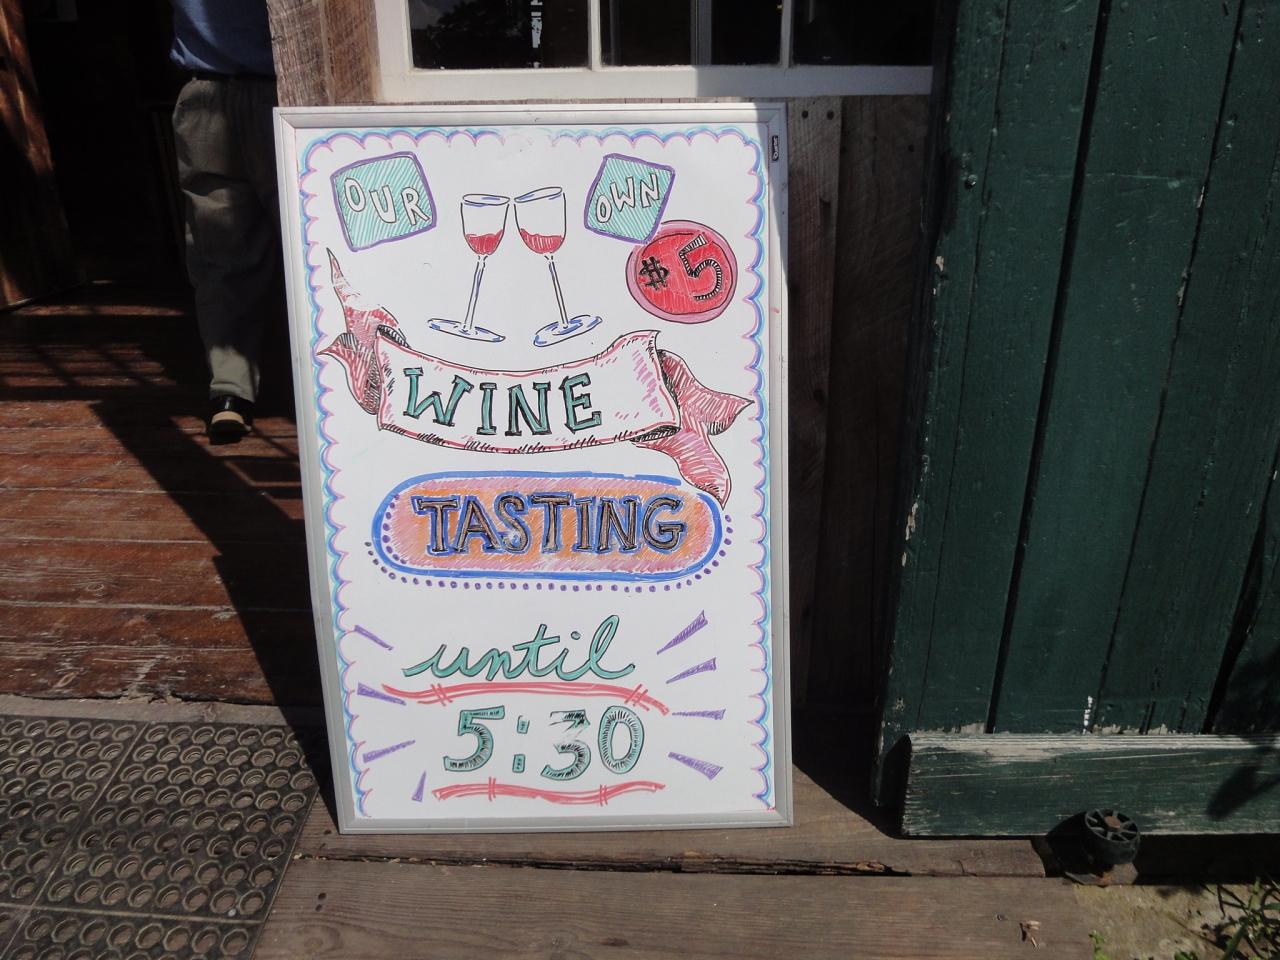 OUR OWN
$5
WINE
TASTING
until
5:30